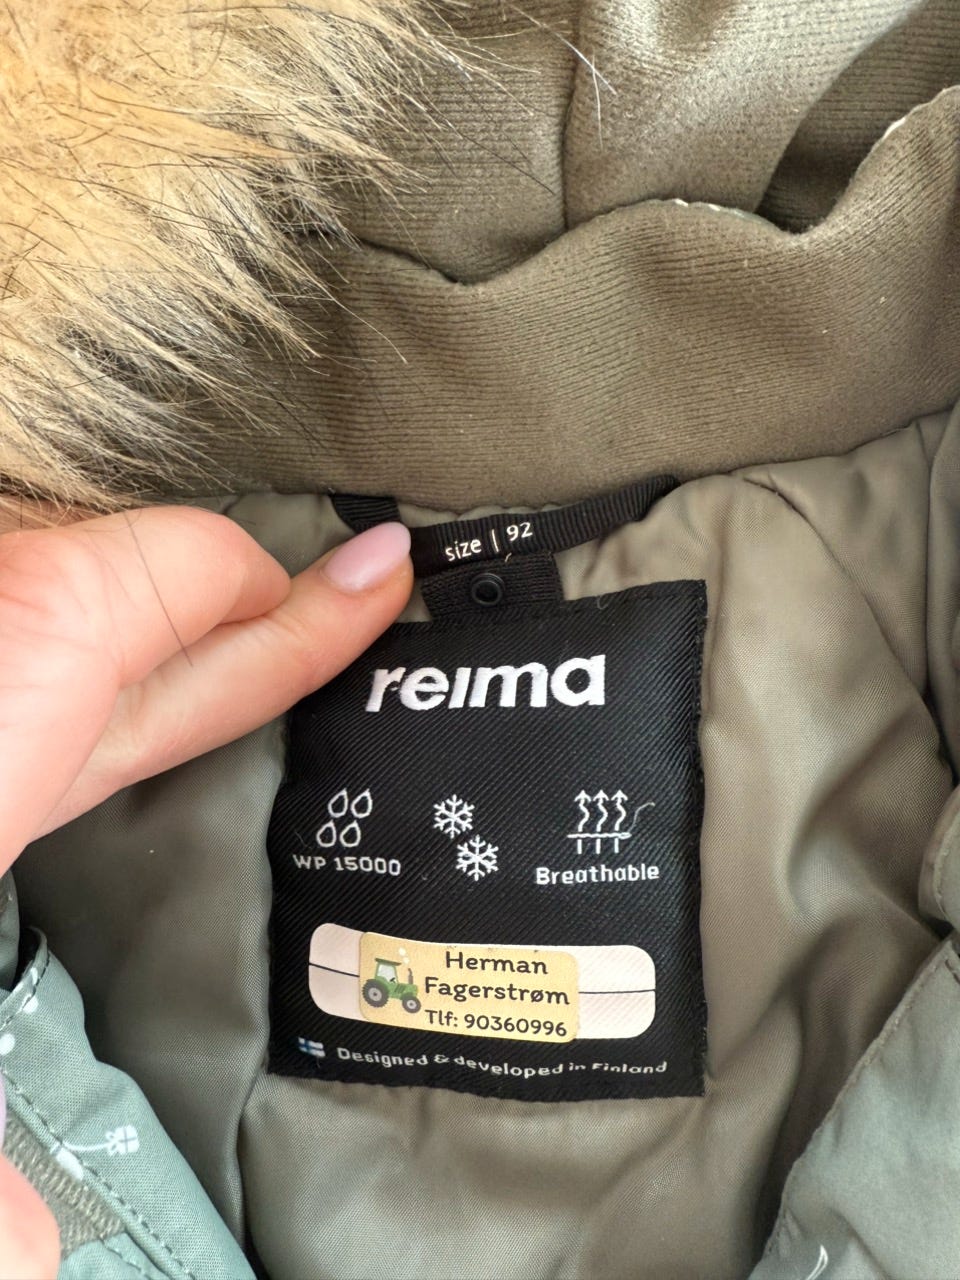 size | 92
reima
WP 15000
Breathable
Herman
Fagerstrøm
Tlf: 90360996
Designed & developed in Finland